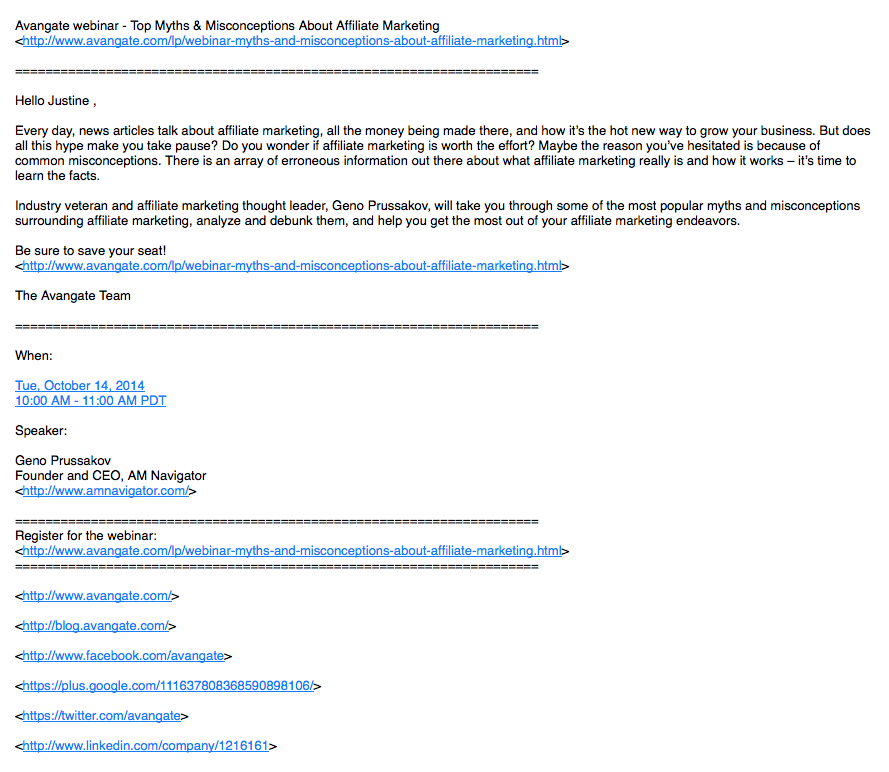 Avangate webinar - Top Myths & Misconceptions About Affiliate Marketing
<http://www.avangate.com/lp/webinar-myths-and-misconceptions-about-affiliate-marketing.html>
======================================================================
Hello Justine ,
Every day, news articles talk about affiliate marketing, all the money being made there, and how it’s the hot new way to grow your business. But does
all this hype make you take pause? Do you wonder if affiliate marketing is worth the effort? Maybe the reason you’ve hesitated is because of
common misconceptions. There is an array of erroneous information out there about what affiliate marketing really is and how it works – it’s time to
learn the facts.
Industry veteran and affiliate marketing thought leader, Geno Prussakov, will take you through some of the most popular myths and misconceptions
surrounding affiliate marketing, analyze and debunk them, and help you get the most out of your affiliate marketing endeavors.
Be sure to save your seat!
<http://www.avangate.com/lp/webinar-myths-and-misconceptions-about-affiliate-marketing.html>
The Avangate Team
======================================================================
When:
Tue, October 14, 2014
10:00 AM - 11:00 AM PDT
Speaker:
Geno Prussakov
Founder and CEO, AM Navigator
<http://www.amnavigator.com/>
======================================================================
Register for the webinar:
<http://www.avangate.com/lp/webinar-myths-and-misconceptions-about-affiliate-marketing.html>
======================================================================
<http://www.avangate.com/>
<http://blog.avangate.com/>
<http://www.facebook.com/avangate>
<https://plus.google.com/111637808368590898106/>
<https://twitter.com/avangate>
<http://www.linkedin.com/company/1216161>